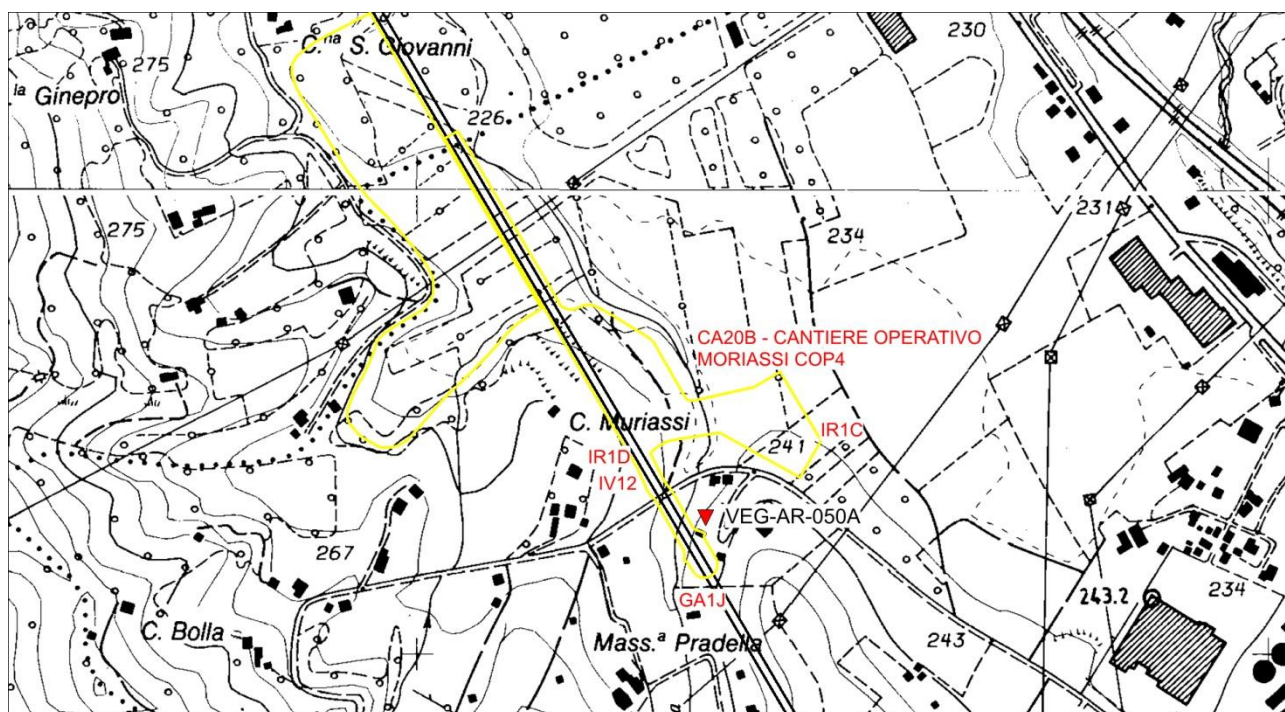 C.na S. Giovanni
230
275
ia Ginepro
226
275
234
231
CA20B - CANTIERE OPERATIVO
MORIASSI COP4
C. Muriassi
241
IR1C
IR1D
IV12
VEG-AR-050A
267
GA1J
243.2
234
C. Bolla
Mass.a Pradella
243